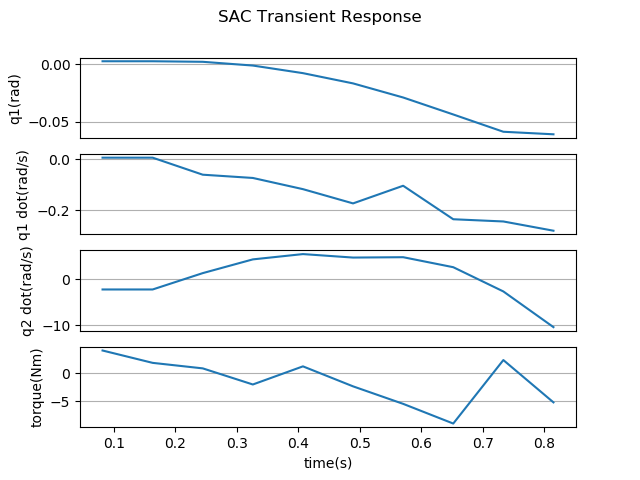 SAC Transient Response
q1(rad)
0.00
−0.05
q1 dot(rad/s)
0.0
−0.2
q2 dot(rad/s)
0
−10
torque(Nm)
0
−5
0.1 0.2 0.3 0.4 0.5 0.6 0.7 0.8
time(s)